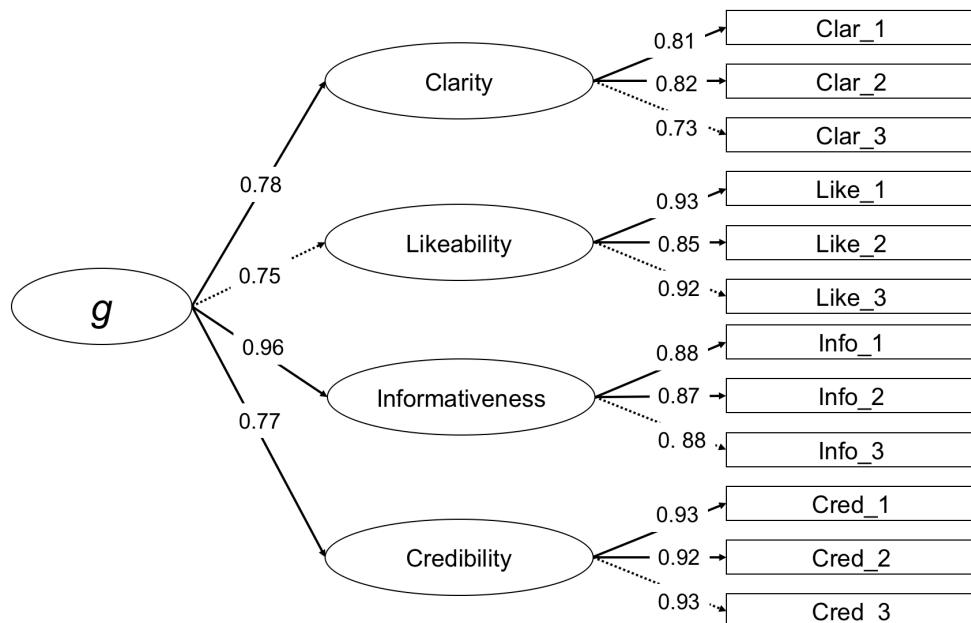 0.81
Clar_1
Clarity
0.82
Clar_2
0.73
Clar_3
0.78
0.93
Like_1
Likeability
0.85
Like_2
0.75
0.92
Like_3
g
0.96
0.88
Info_1
Informativeness
0.87
Info_2
0.77
0. 88
Info_3
0.93
Cred_1
Credibility
0.92
Cred_2
0.93
Cred_3